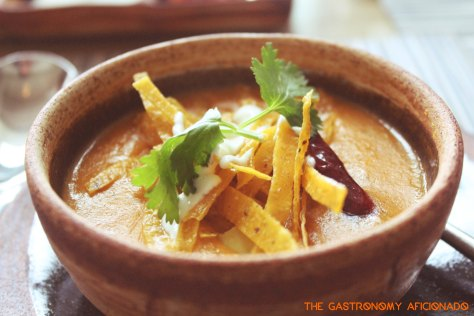 THE GASTRONOMY AFICIONADO